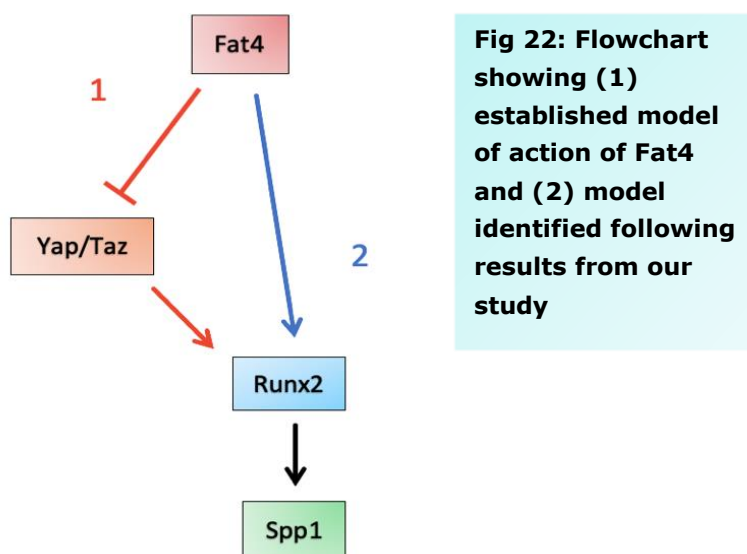 Fat4
1
Yap/Taz
2
Runx2
Spp1
Fig 22: Flowchart
showing (1)
established model
of action of Fat4
and (2) model
identified following
results from our
study